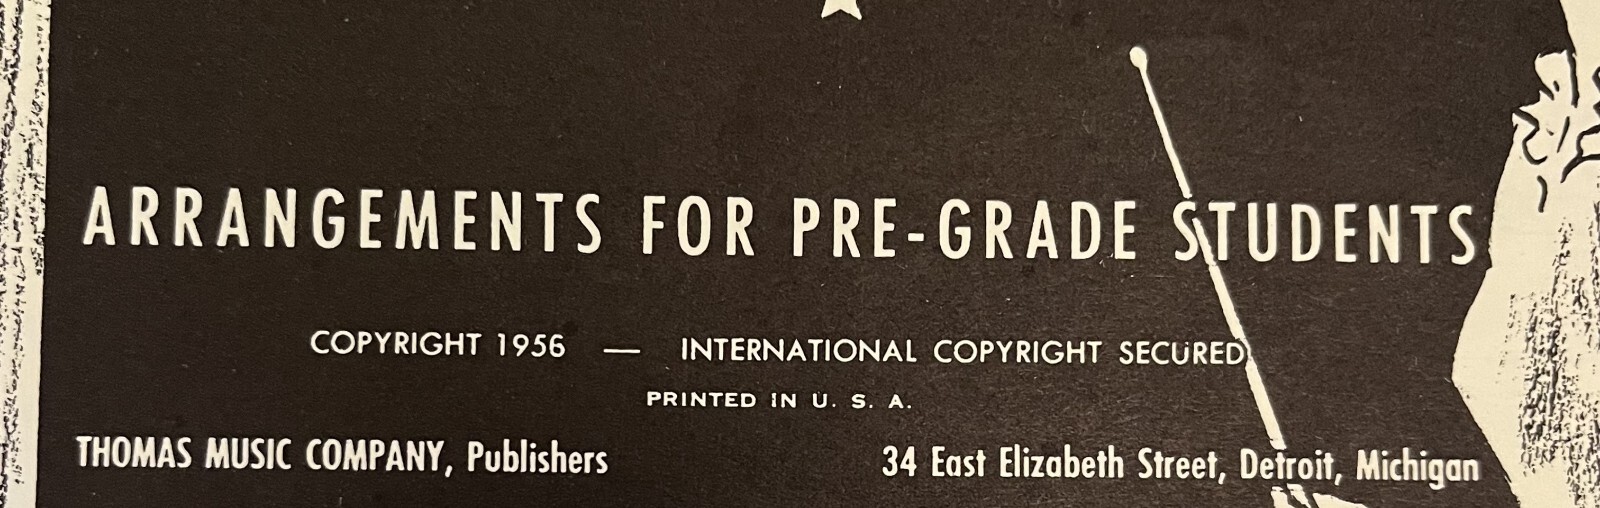 ARRANGEMENTS FOR PRE-GRADE STUDENTS
COPYRIGHT 1956 — INTERNATIONAL COPYRIGHT SECURED
PRINTED IN U. S. A.
THOMAS MUSIC COMPANY, Publishers 34 East Elizabeth Street, Detroit, Michigan